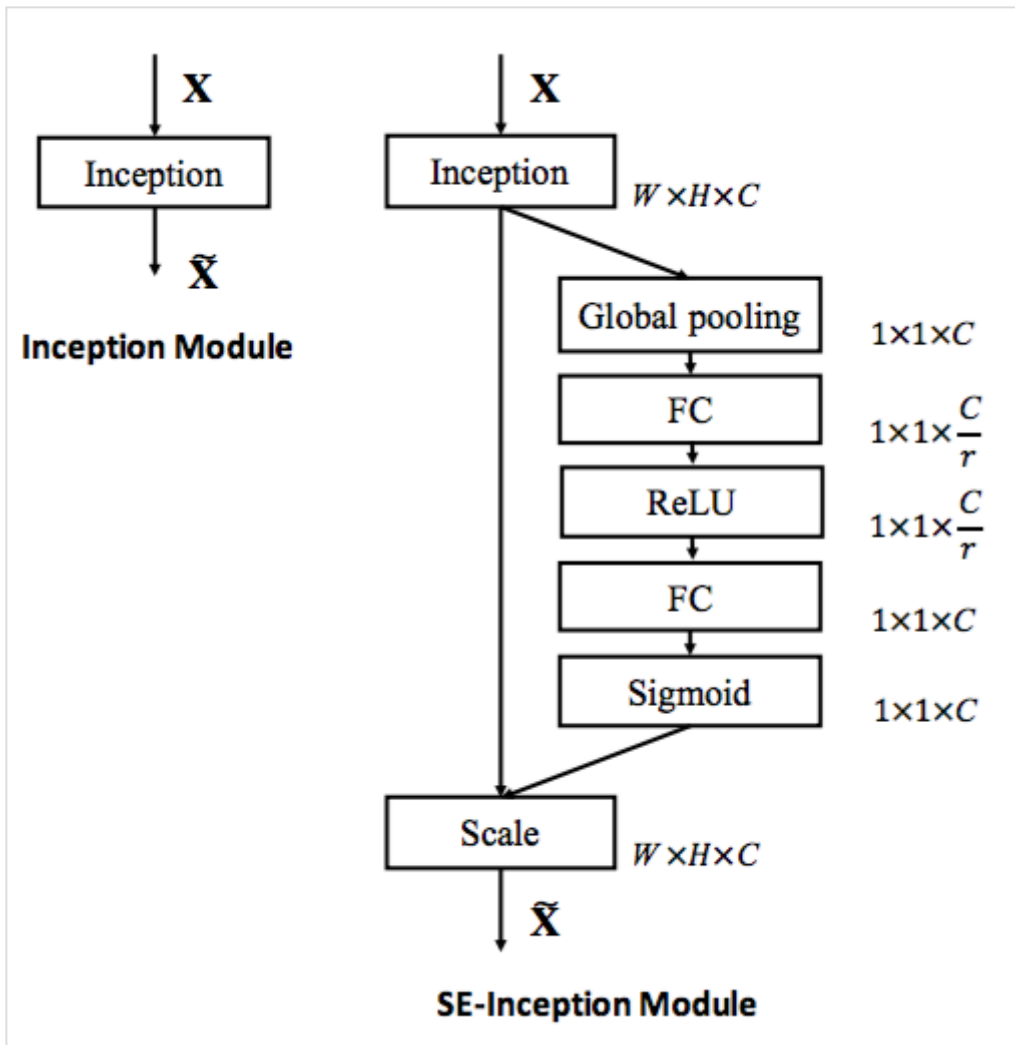 X
Inception
X̃
Inception Module
X
Inception
W×H×C
Global pooling
1×1×C
FC
1×1×C/r
ReLU
1×1×C/r
FC
1×1×C
Sigmoid
1×1×C
Scale
W×H×C
X̃
SE-Inception Module